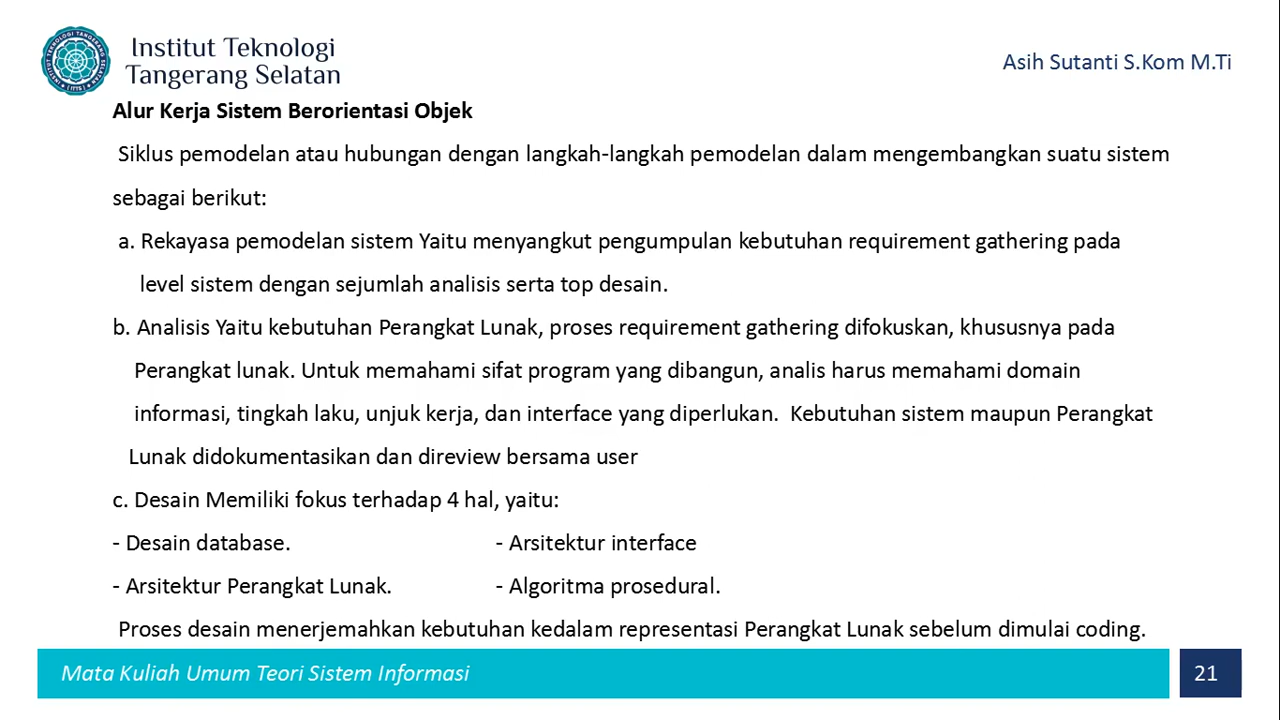 Institut Teknologi
Tangerang Selatan
Asih Sutanti S.Kom M.Ti
Alur Kerja Sistem Berorientasi Objek
Siklus pemodelan atau hubungan dengan langkah-langkah pemodelan dalam mengembangkan suatu sistem
sebagai berikut:
a. Rekayasa pemodelan sistem Yaitu menyangkut pengumpulan kebutuhan requirement gathering pada
level sistem dengan sejumlah analisis serta top desain.
b. Analisis Yaitu kebutuhan Perangkat Lunak, proses requirement gathering difokuskan, khususnya pada
Perangkat lunak. Untuk memahami sifat program yang dibangun, analis harus memahami domain
informasi, tingkah laku, unjuk kerja, dan interface yang diperlukan.  Kebutuhan sistem maupun Perangkat
Lunak didokumentasikan dan direview bersama user
c. Desain Memiliki fokus terhadap 4 hal, yaitu:
- Desain database. - Arsitektur interface
- Arsitektur Perangkat Lunak. - Algoritma prosedural.
Proses desain menerjemahkan kebutuhan kedalam representasi Perangkat Lunak sebelum dimulai coding.
Mata Kuliah Umum Teori Sistem Informasi
21